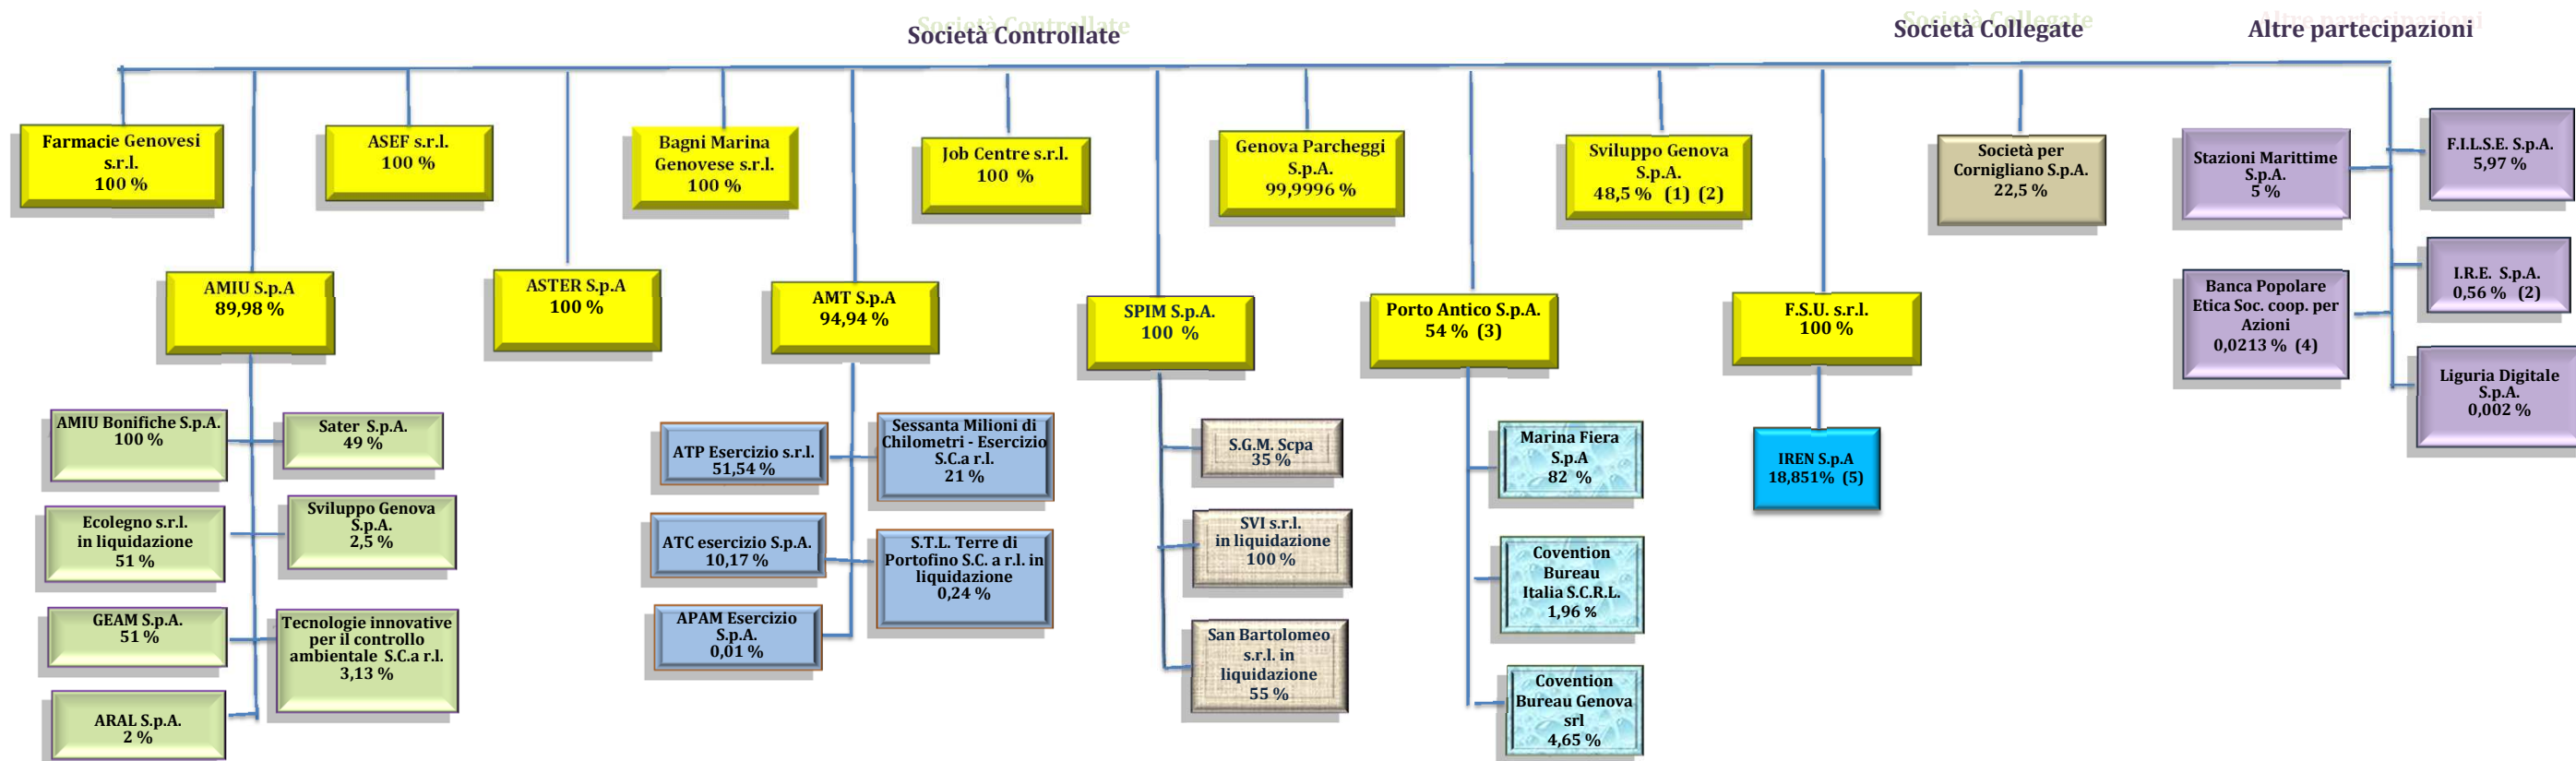 Società Controllate
Società Collegate
Altre partecipazioni
Farmacie Genovesi
s.r.l.
100 %
ASEF s.r.l.
100 %
Bagni Marina
Genovese s.r.l.
100 %
Job Centre s.r.l.
100 %
Genova Parcheggi
S.p.A.
99,9996 %
Sviluppo Genova
S.p.A.
48,5 % (1) (2)
Società per
Cornigliano S.p.A.
22,5 %
Stazioni Marittime
S.p.A.
5 %
F.I.L.S.E. S.p.A.
5,97 %
AMIU S.p.A
89,98 %
ASTER S.p.A
100 %
AMT S.p.A
94,94 %
SPIM S.p.A.
100 %
Porto Antico S.p.A.
54 % (3)
F.S.U. s.r.l.
100 %
Banca Popolare
Etica Soc. coop. per
Azioni
0,0213 % (4)
I.R.E. S.p.A.
0,56 % (2)
Liguria Digitale
S.p.A.
0,002 %
AMIU Bonifiche S.p.A.
100 %
Sater S.p.A.
49 %
Ecolegno s.r.l.
in liquidazione
51 %
Sviluppo Genova
S.p.A.
2,5 %
GEAM S.p.A.
51 %
Tecnologie innovative
per il controllo
ambientale S.C.a r.l.
3,13 %
ARAL S.p.A.
2 %
ATP Esercizio s.r.l.
51,54 %
Sessanta Milioni di
Chilometri - Esercizio
S.C.a r.l.
21 %
ATC esercizio S.p.A.
10,17 %
S.T.L. Terre di
Portofino S.C. a r.l. in
liquidazione
0,24 %
APAM Esercizio
S.p.A.
0,01 %
S.G.M. Scpa
35 %
SVI s.r.l.
in liquidazione
100 %
San Bartolomeo
s.r.l. in
liquidazione
55 %
Marina Fiera
S.p.A
82 %
Covention
Bureau
Italia S.C.R.L.
1,96 %
Covention
Bureau Genova
srl
4,65 %
IREN S.p.A
18,851% (5)